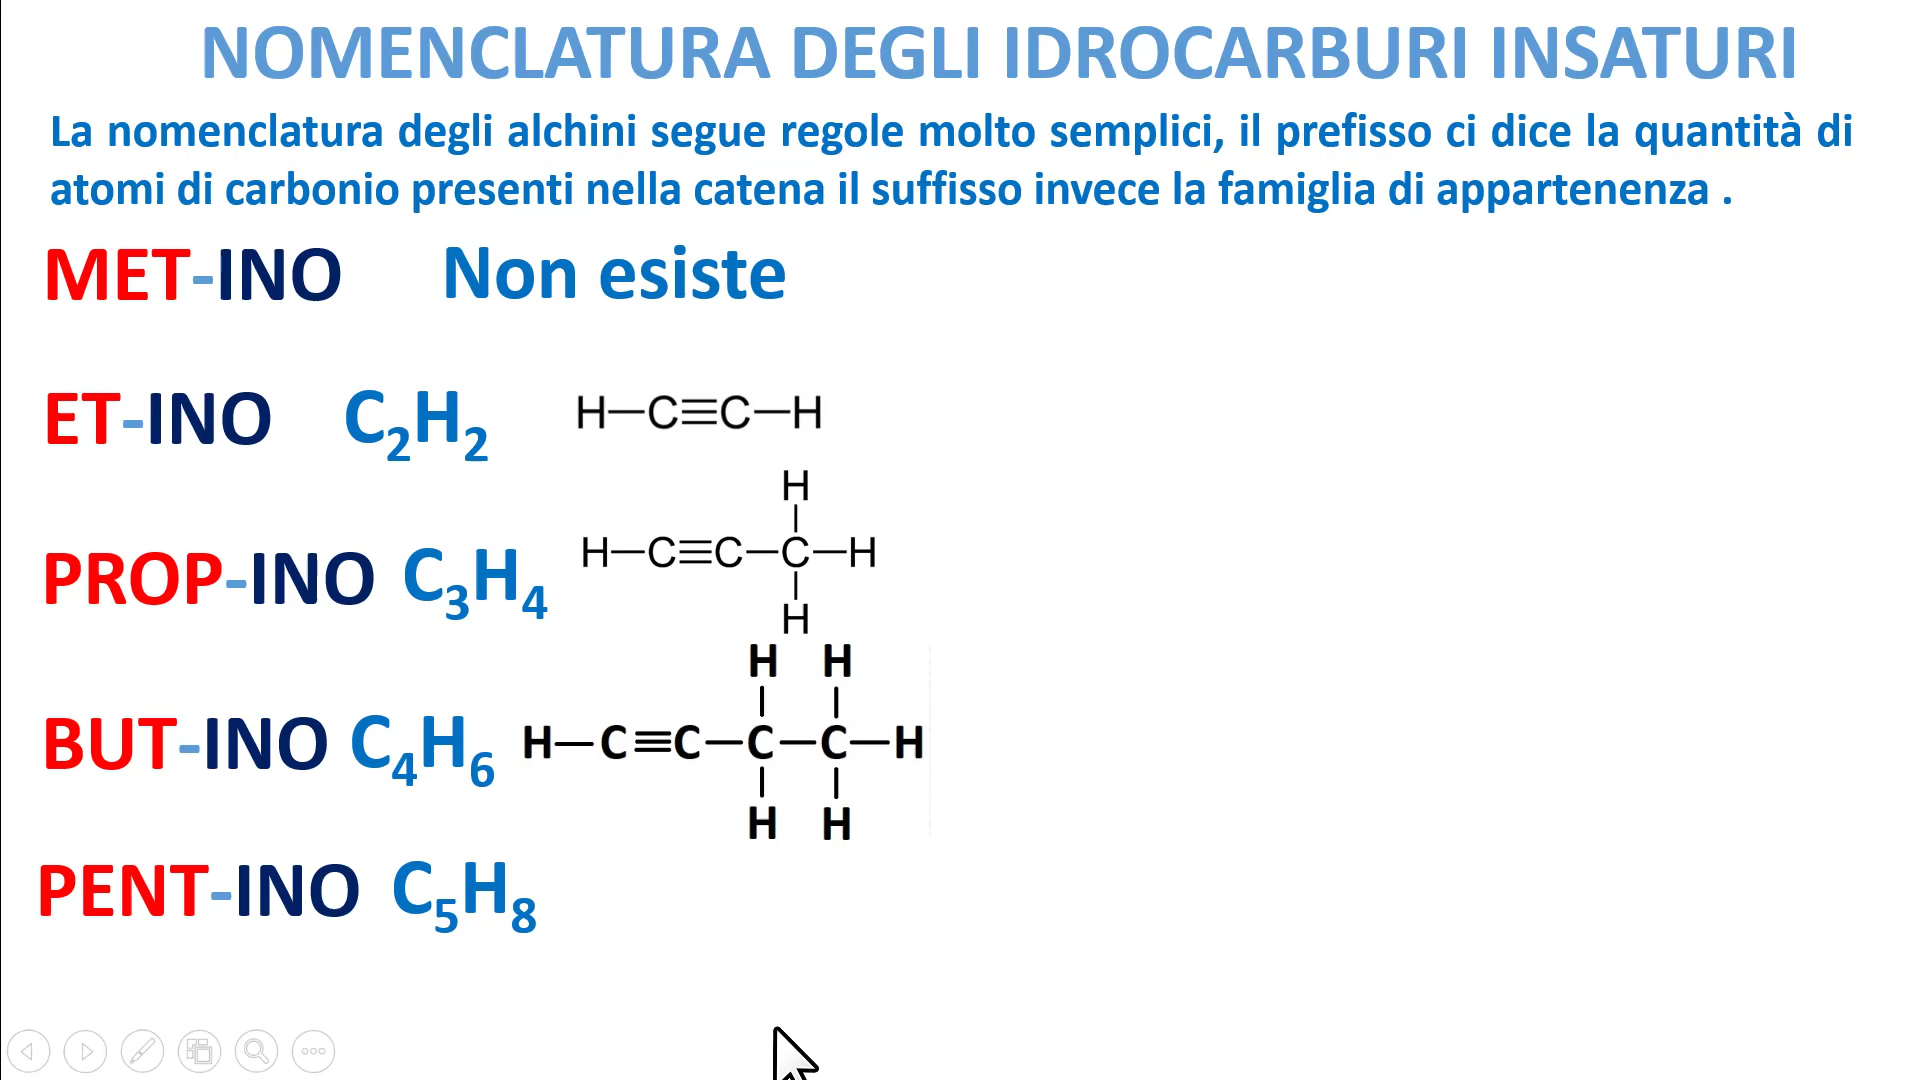 NOMENCLATURA DEGLI IDROCARBURI INSATURI
La nomenclatura degli alchini segue regole molto semplici, il prefisso ci dice la quantità di
atomi di carbonio presenti nella catena il suffisso invece la famiglia di appartenenza .
MET-INO Non esiste
ET-INO C₂H₂ H—C≡C—H
H
PROP-INO C₃H₄ H—C≡C—C—H
H
H H
BUT-INO C₄H₆ H—C≡C—C—C—H
H H
PENT-INO C₅H₈